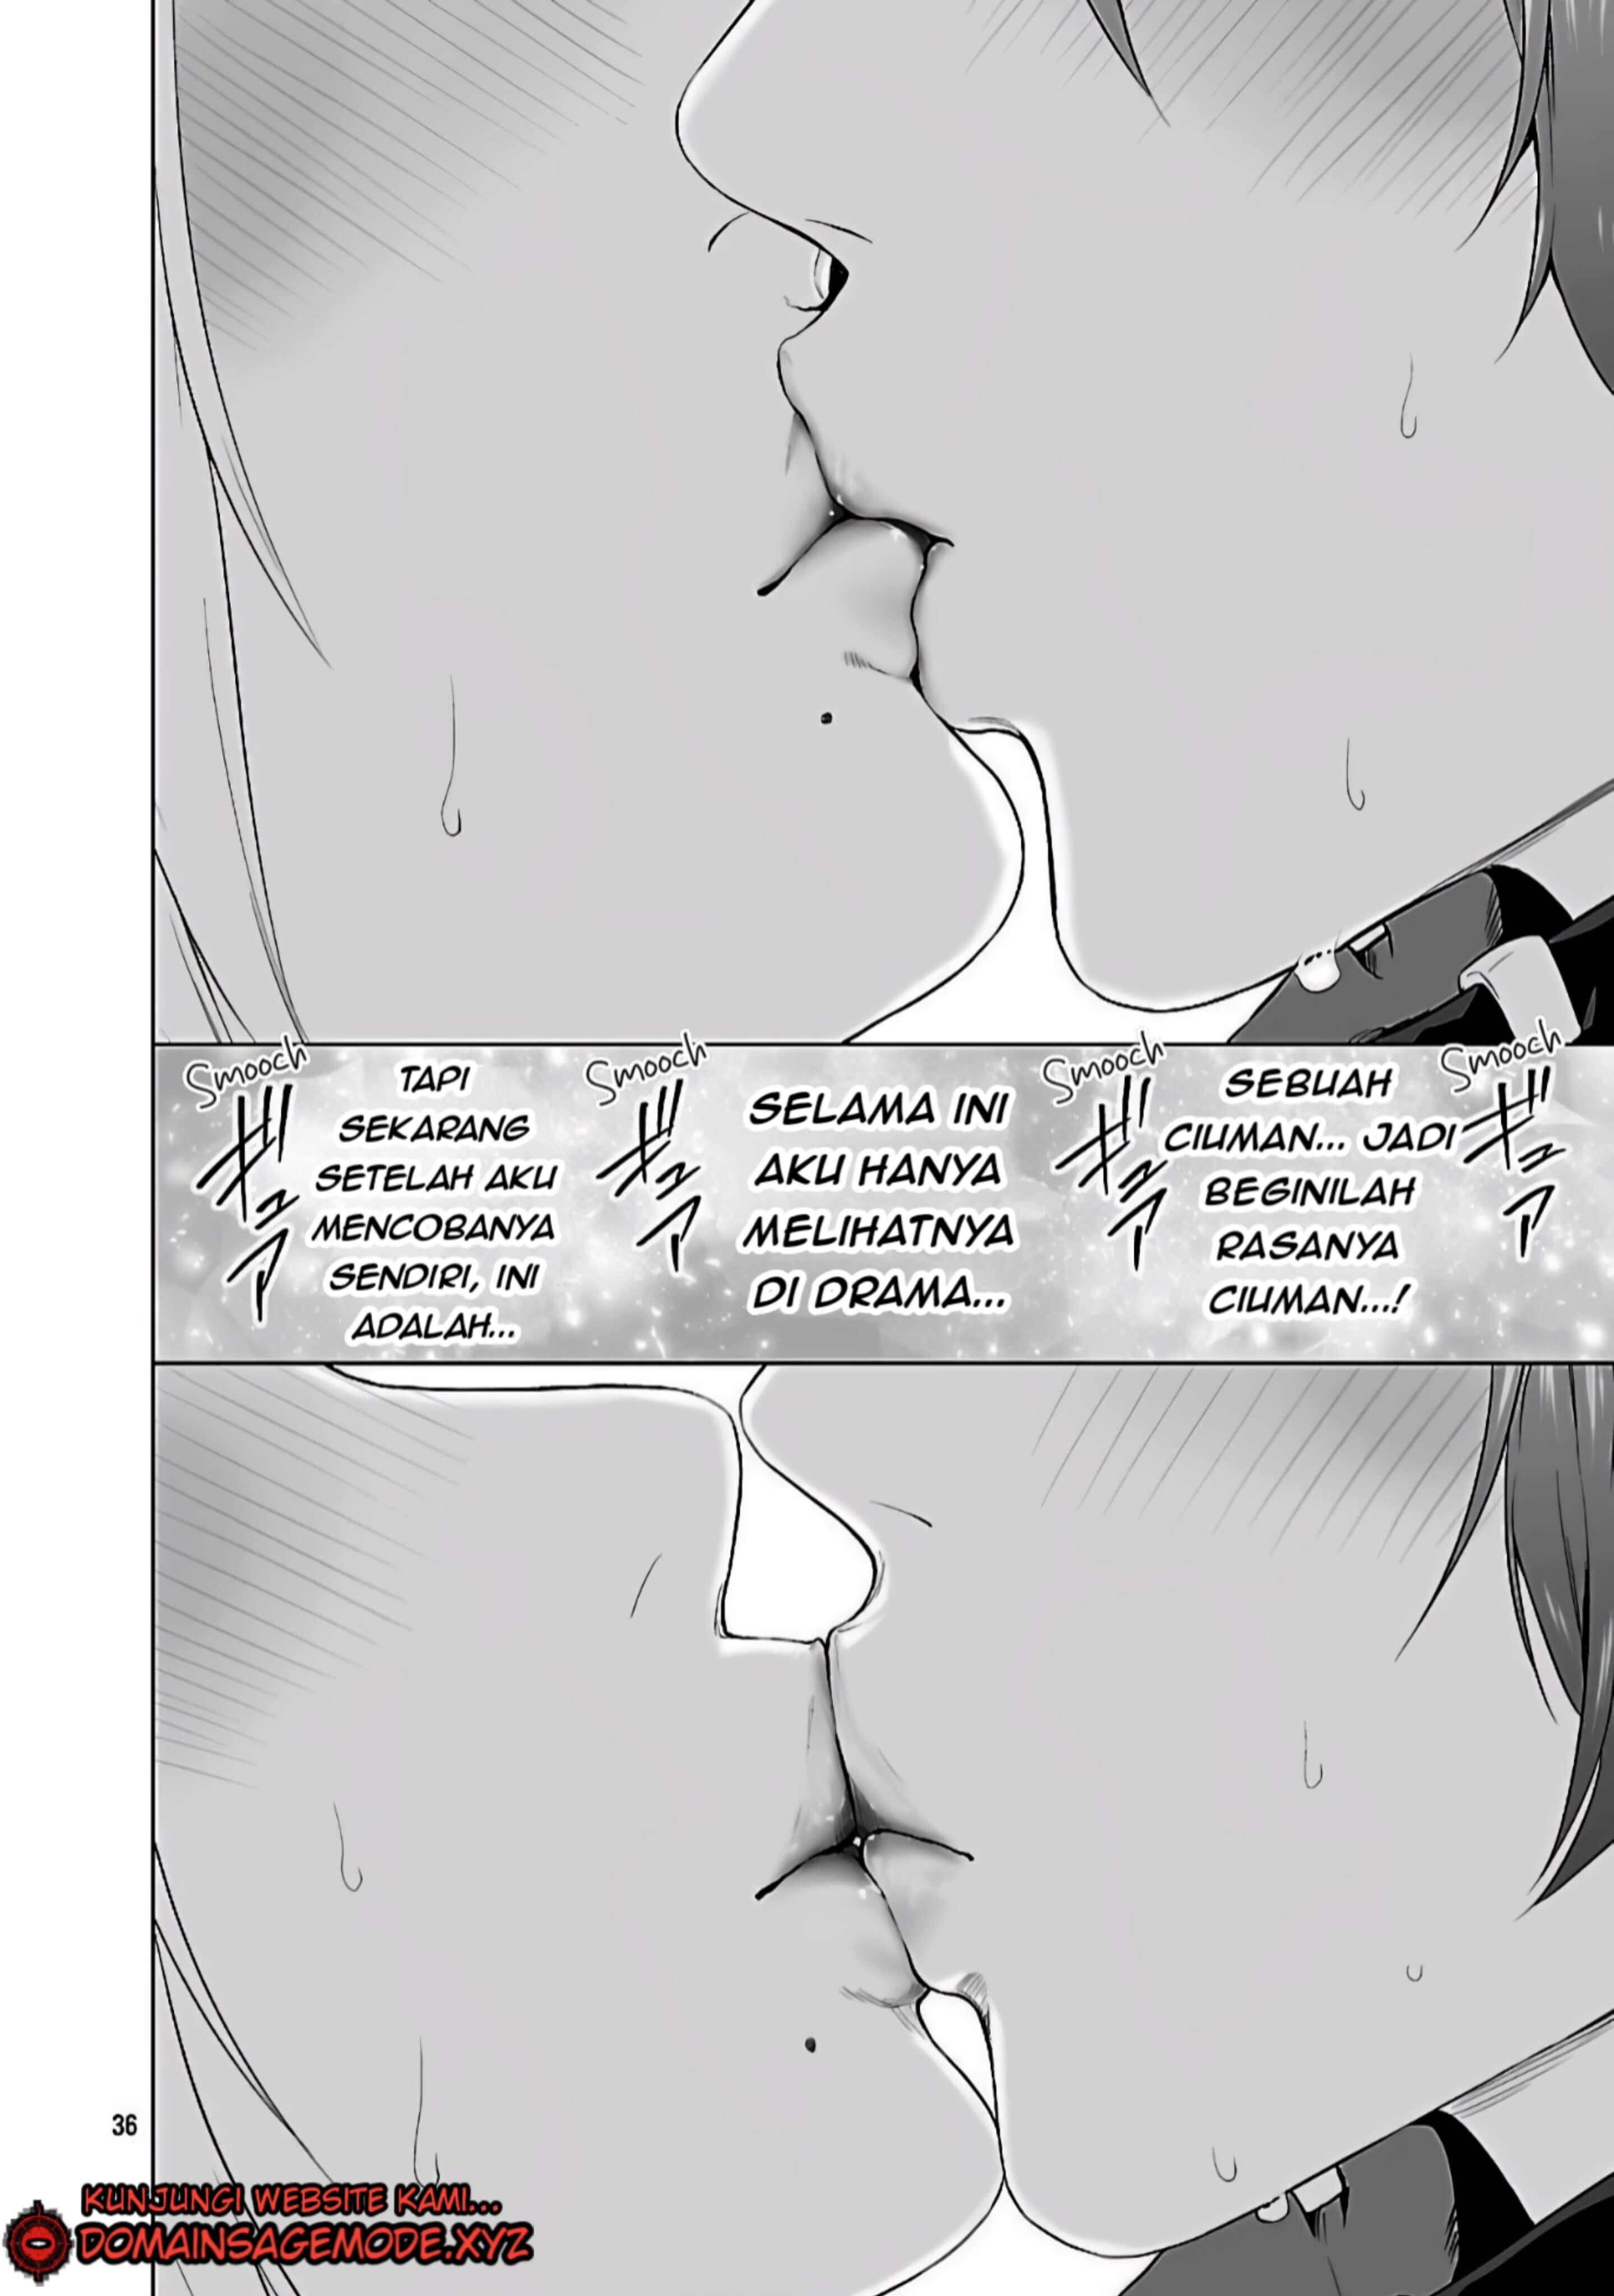 Smooch
SEBUAH
CIUMAN... JADI
BEGINILAH
RASANYA
CIUMAN...!
Smooch
SELAMA INI
AKU HANYA
MELIHATNYA
DI DRAMA...
Smooch
TAPI
SEKARANG
SETELAH AKU
MENCOBANYA
SENDIRI, INI
ADALAH...
Smooch
36
KUNJUNGI WEBSITE KAMI...
DOMAINSAGEMODE.XYZ